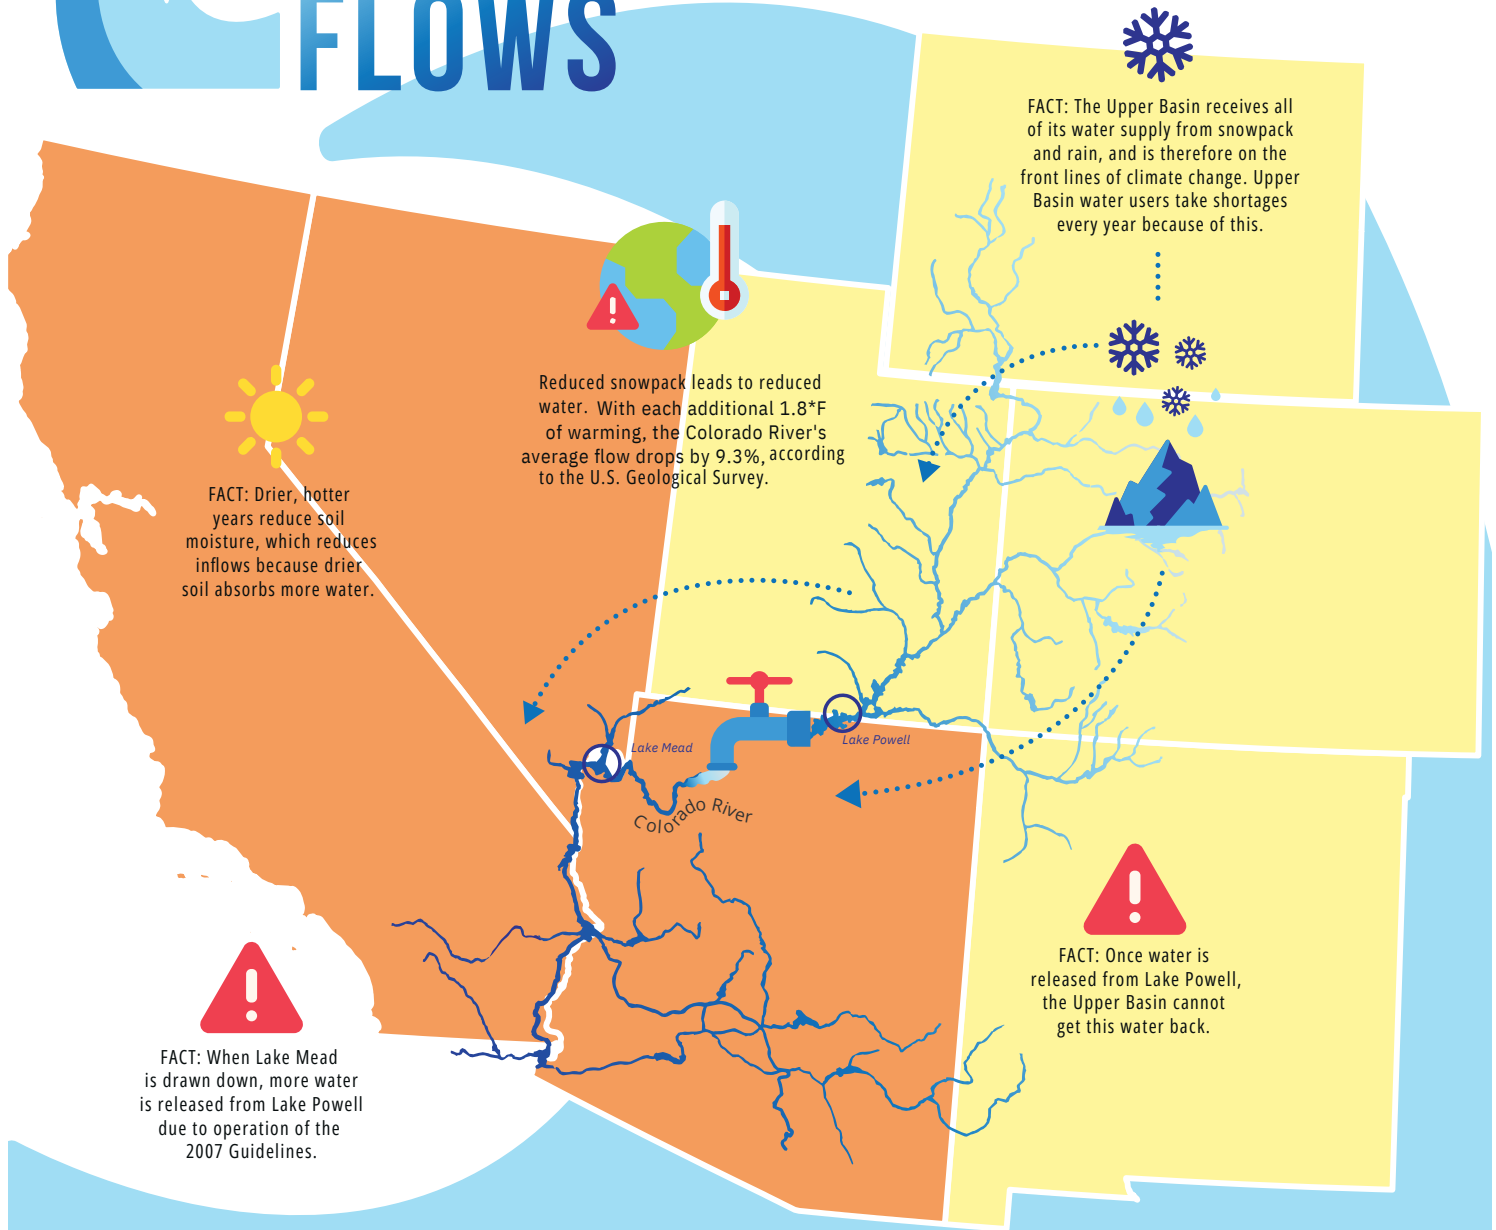 FLOWS
FACT: The Upper Basin receives all
of its water supply from snowpack
and rain, and is therefore on the
front lines of climate change. Upper
Basin water users take shortages
every year because of this.
Reduced snowpack leads to reduced
water. With each additional 1.8*F
of warming, the Colorado River's
average flow drops by 9.3%, according
to the U.S. Geological Survey.
FACT: Drier, hotter
years reduce soil
moisture, which reduces
inflows because drier
soil absorbs more water.
Lake Mead
Lake Powell
Colorado River
FACT: Once water is
released from Lake Powell,
the Upper Basin cannot
get this water back.
FACT: When Lake Mead
is drawn down, more water
is released from Lake Powell
due to operation of the
2007 Guidelines.